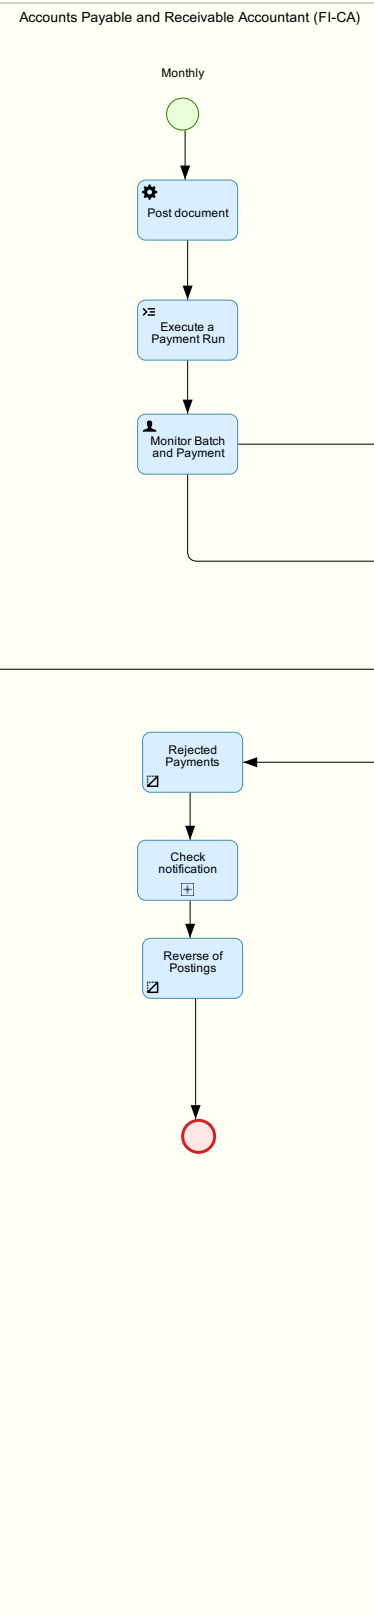 Accounts Payable and Receivable Accountant (FI-CA)
Monthly
Post document
Execute a
Payment Run
Monitor Batch
and Payment
Rejected
Payments
Check
notification
Reverse of
Postings